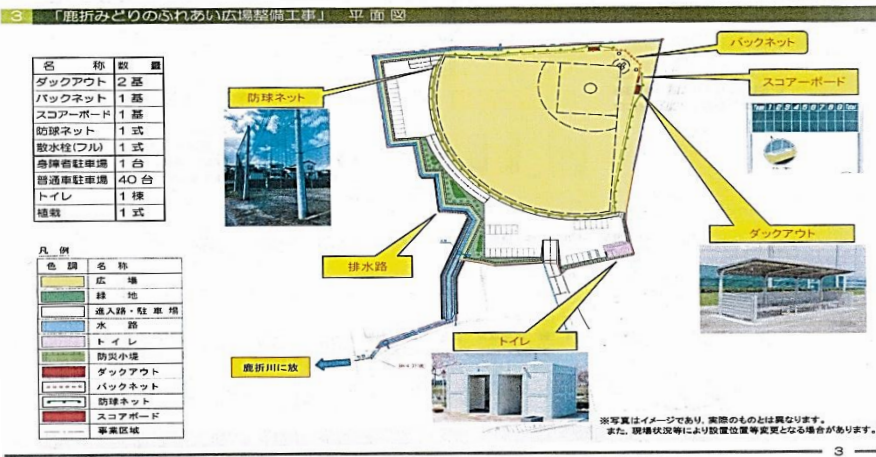 3 「鹿折みどりのふれあい広場整備工事」 平面図
名 称 数 量
ダックアウト 2 基
バックネット 1 基
スコアーボード 1 基
防球ネット 1 式
散水栓(フル) 1 式
身障者駐車場 1 台
普通車駐車場 40 台
トイレ 1 棟
植栽 1 式
凡 例
色 調 名 称
広 場
緑 地
進入路・駐車場
水 路
トイレ
防災小堤
ダックアウト
バックネット
防球ネット
スコアボード
事業区域
防球ネット
バックネット
スコアーボード
ダックアウト
排水路
トイレ
鹿折川に放
※写真はイメージであり、実際のものとは異なります。
また、現場状況等により設置位置等変更となる場合があります。
3